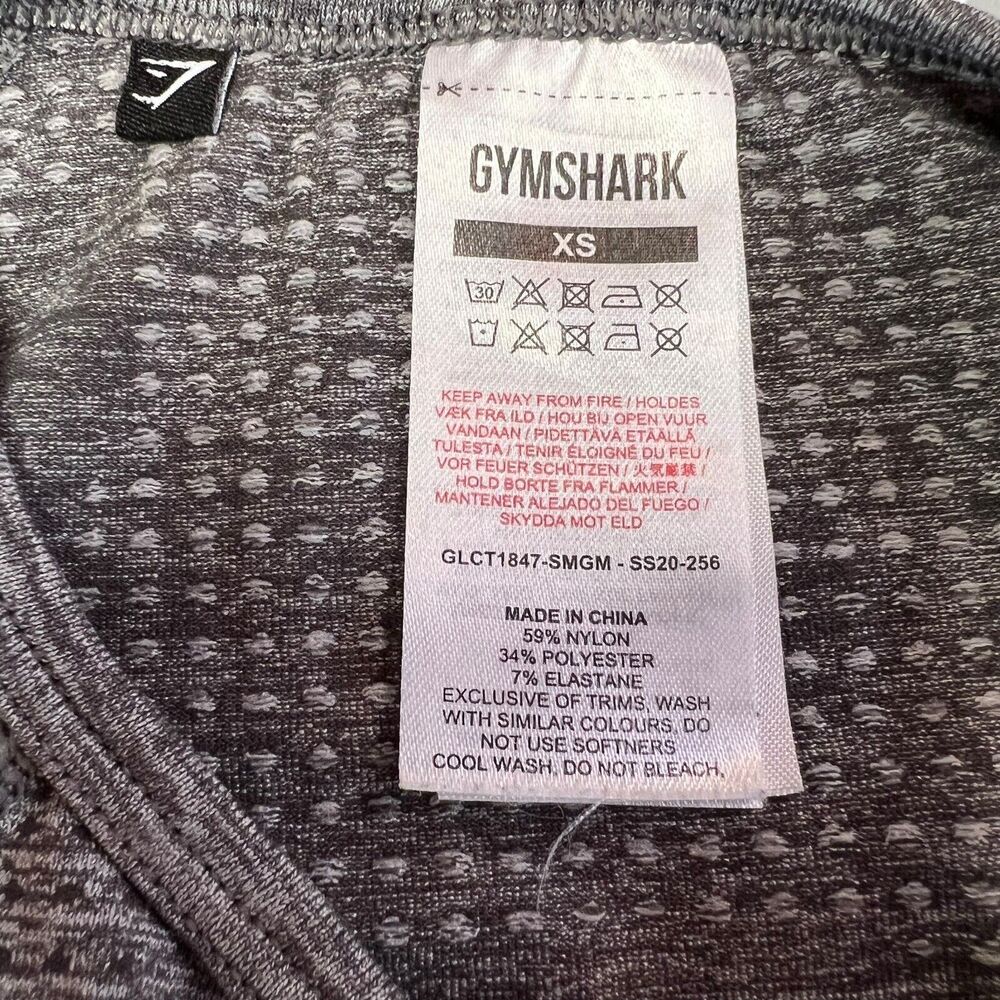 GYMSHARK
XS
30
KEEP AWAY FROM FIRE / HOLDES
VÆK FRA ILD / HOU BIJ OPEN VUUR
VANDAAN / PIDETTÄVÄ ETÄÄLLÄ
TULESTA / TENIR ÉLOIGNÉ DU FEU /
VOR FEUER SCHÜTZEN / 火気厳禁 /
HOLD BORTE FRA FLAMMER /
MANTENER ALEJADO DEL FUEGO /
SKYDDA MOT ELD
GLCT1847-SMGM - SS20-256
MADE IN CHINA
59% NYLON
34% POLYESTER
7% ELASTANE
EXCLUSIVE OF TRIMS, WASH
WITH SIMILAR COLOURS, DO
NOT USE SOFTNERS
COOL WASH, DO NOT BLEACH,